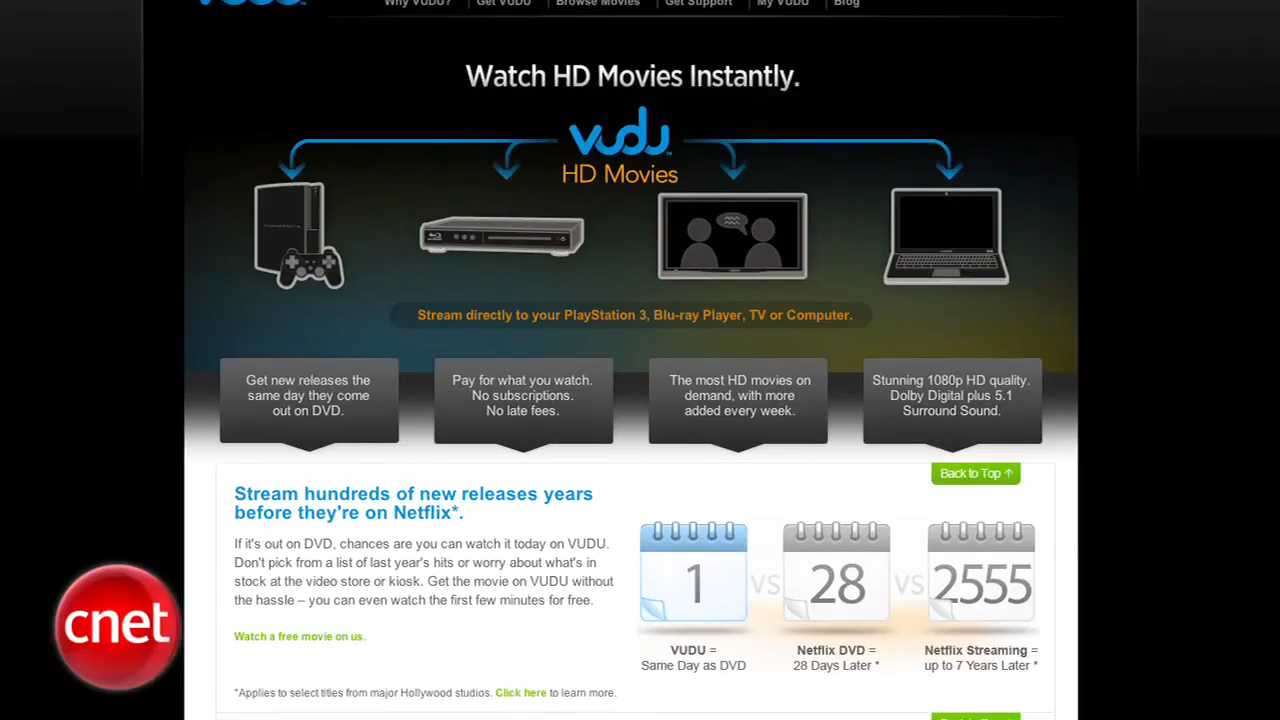 vudu
Why VUDU?
Get VUDU
Browse Movies
Get Support
My VUDU
Blog
Watch HD Movies Instantly.
vudu™
HD Movies
Stream directly to your PlayStation 3, Blu-ray Player, TV or Computer.
Get new releases the
same day they come
out on DVD.
Pay for what you watch.
No subscriptions.
No late fees.
The most HD movies on
demand, with more
added every week.
Stunning 1080p HD quality.
Dolby Digital plus 5.1
Surround Sound.
Back to Top ↑
Stream hundreds of new releases years
before they're on Netflix*.
If it's out on DVD, chances are you can watch it today on VUDU.
Don't pick from a list of last year's hits or worry about what's in
stock at the video store or kiosk. Get the movie on VUDU without
the hassle – you can even watch the first few minutes for free.
Watch a free movie on us.
1 VS 28 VS 2555
VUDU =
Same Day as DVD
Netflix DVD =
28 Days Later *
Netflix Streaming =
up to 7 Years Later *
*Applies to select titles from major Hollywood studios. Click here to learn more.
cnet